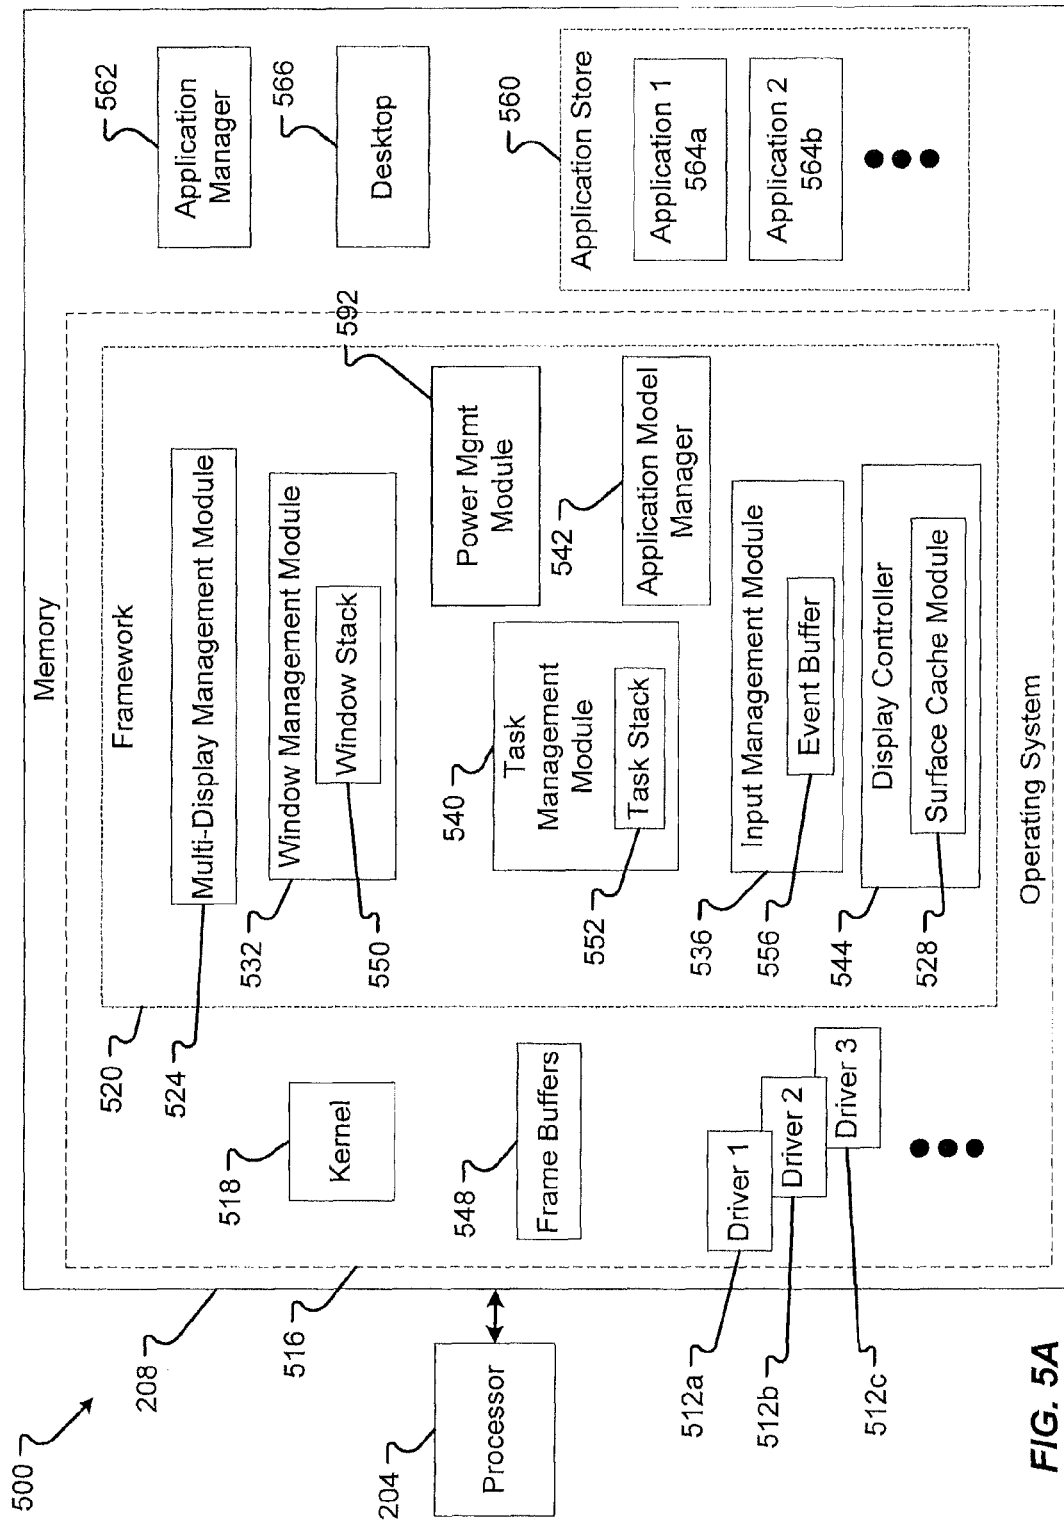 500
208
516
204
Processor
Memory
518
Kernel
548
Frame Buffers
512a
512b
512c
Driver 1
Driver 2
Driver 3
Operating System
520
Framework
524
Multi-Display Management Module
532
Window Management Module
550
Window Stack
540
Task
Management
Module
552
Task Stack
592
Power Mgmt
Module
542
Application Model
Manager
536
Input Management Module
556
Event Buffer
544
Display Controller
528
Surface Cache Module
562
Application
Manager
566
Desktop
560
Application Store
Application 1
564a
Application 2
564b
FIG. 5A